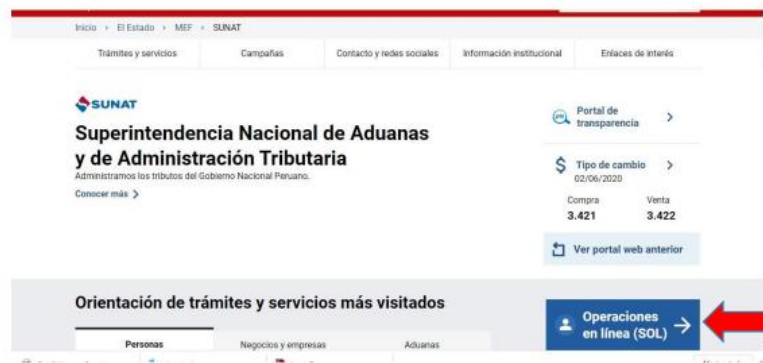 Inicio › El Estado › MEF › SUNAT
Trámites y servicios Campañas Contacto y redes sociales Información institucional Enlaces de interés
SUNAT
Superintendencia Nacional de Aduanas
y de Administración Tributaria
Administramos los tributos del Gobierno Nacional Peruano.
Conocer más >
Portal de
transparencia >
$ Tipo de cambio >
02/06/2020
Compra Venta
3.421 3.422
Ver portal web anterior
Orientación de trámites y servicios más visitados
Personas Negocios y empresas Aduanas
Operaciones
en línea (SOL) →